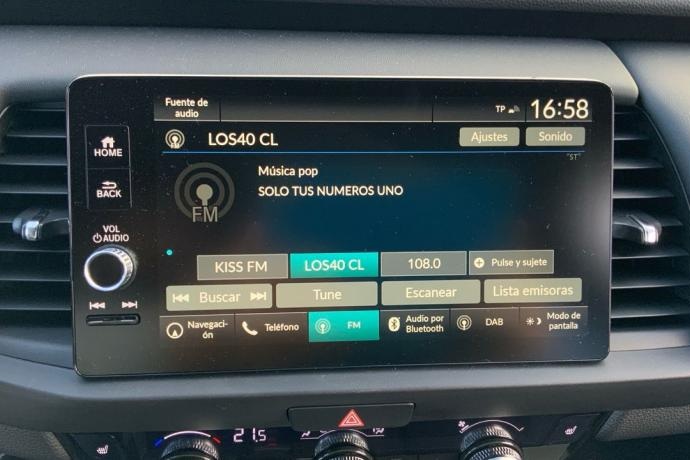 Fuente de audio
TP
16:58
LOS40 CL
Ajustes
Sonido
"ST"
HOME
Música pop
SOLO TUS NUMEROS UNO
FM
BACK
VOL
AUDIO
KISS FM
LOS40 CL
108.0
Pulse y sujete
Buscar
Tune
Escanear
Lista emisoras
Navegaci-
ón
Teléfono
FM
Audio por
Bluetooth
DAB
Modo de
pantalla
21.5